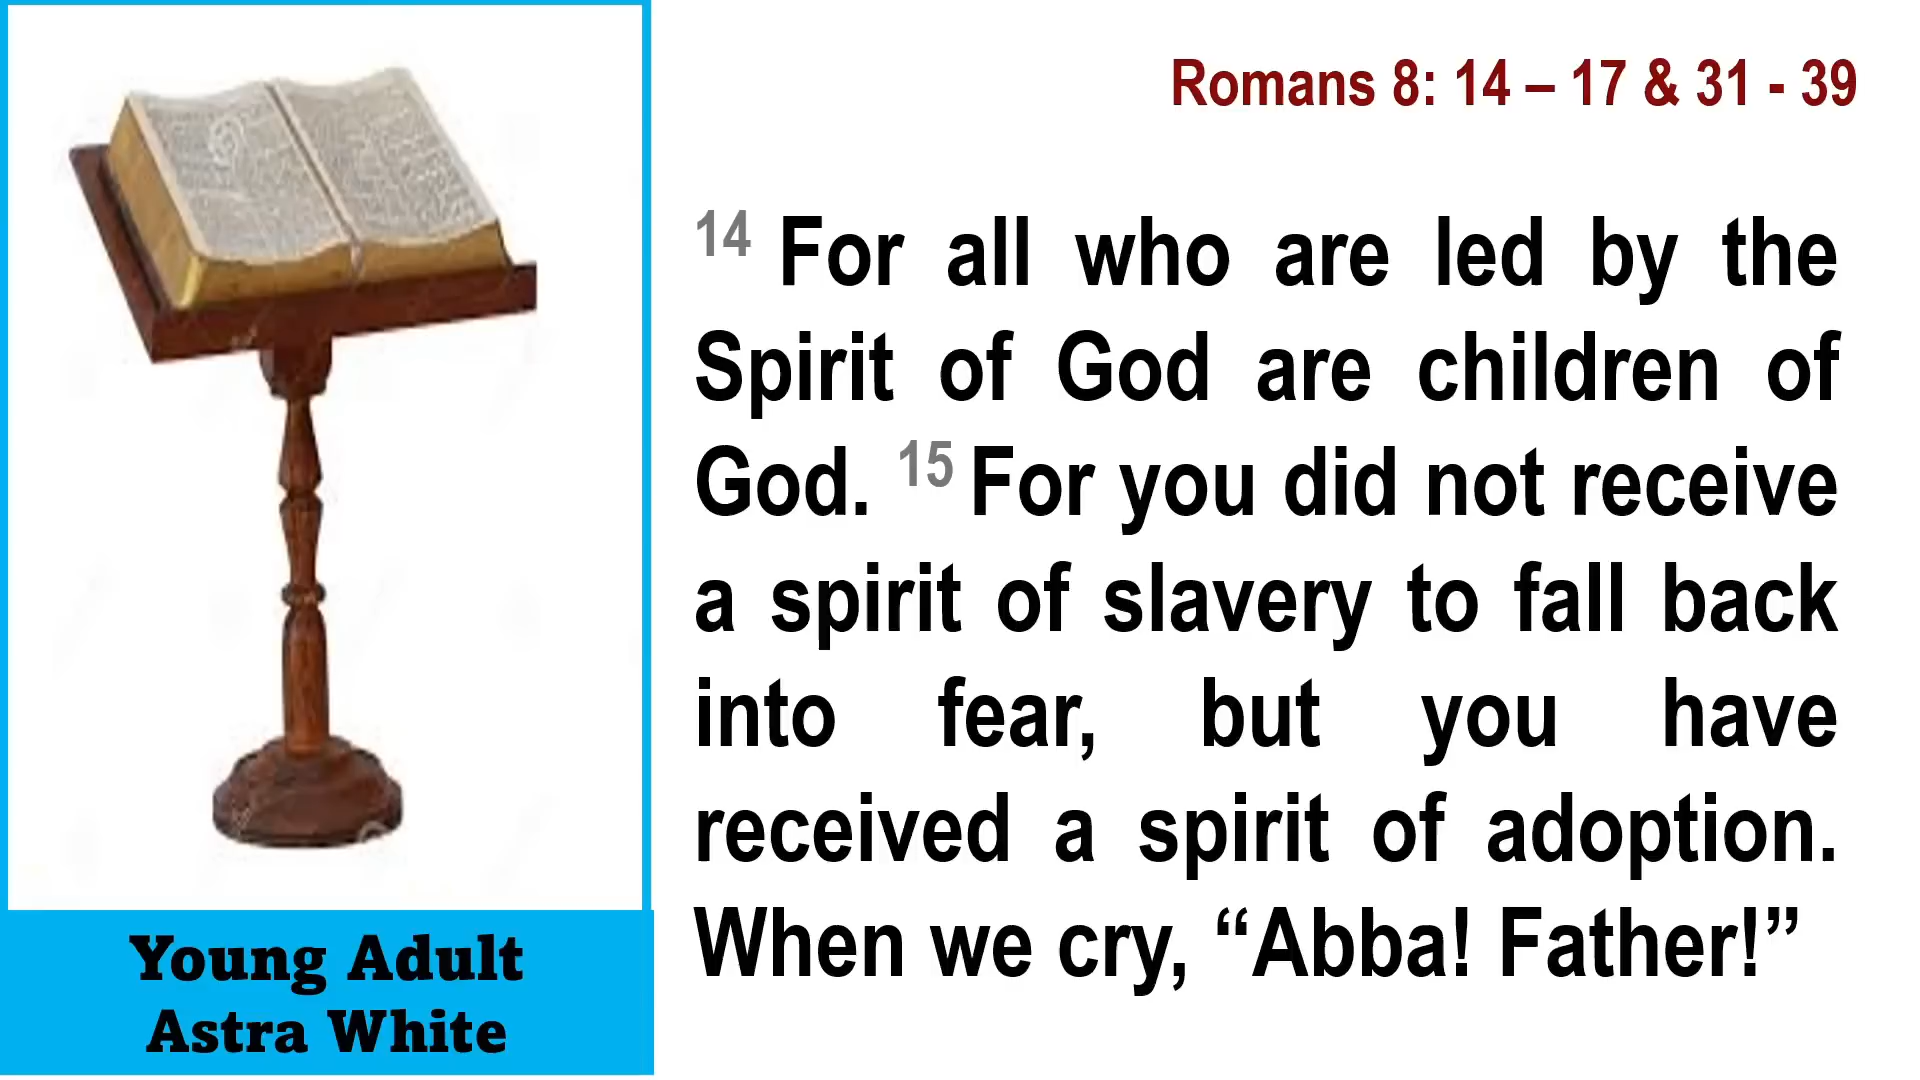 Romans 8: 14 – 17 & 31 - 39
14 For all who are led by the
Spirit of God are children of
God. 15 For you did not receive
a spirit of slavery to fall back
into fear, but you have
received a spirit of adoption.
When we cry, “Abba! Father!”
Young Adult
Astra White